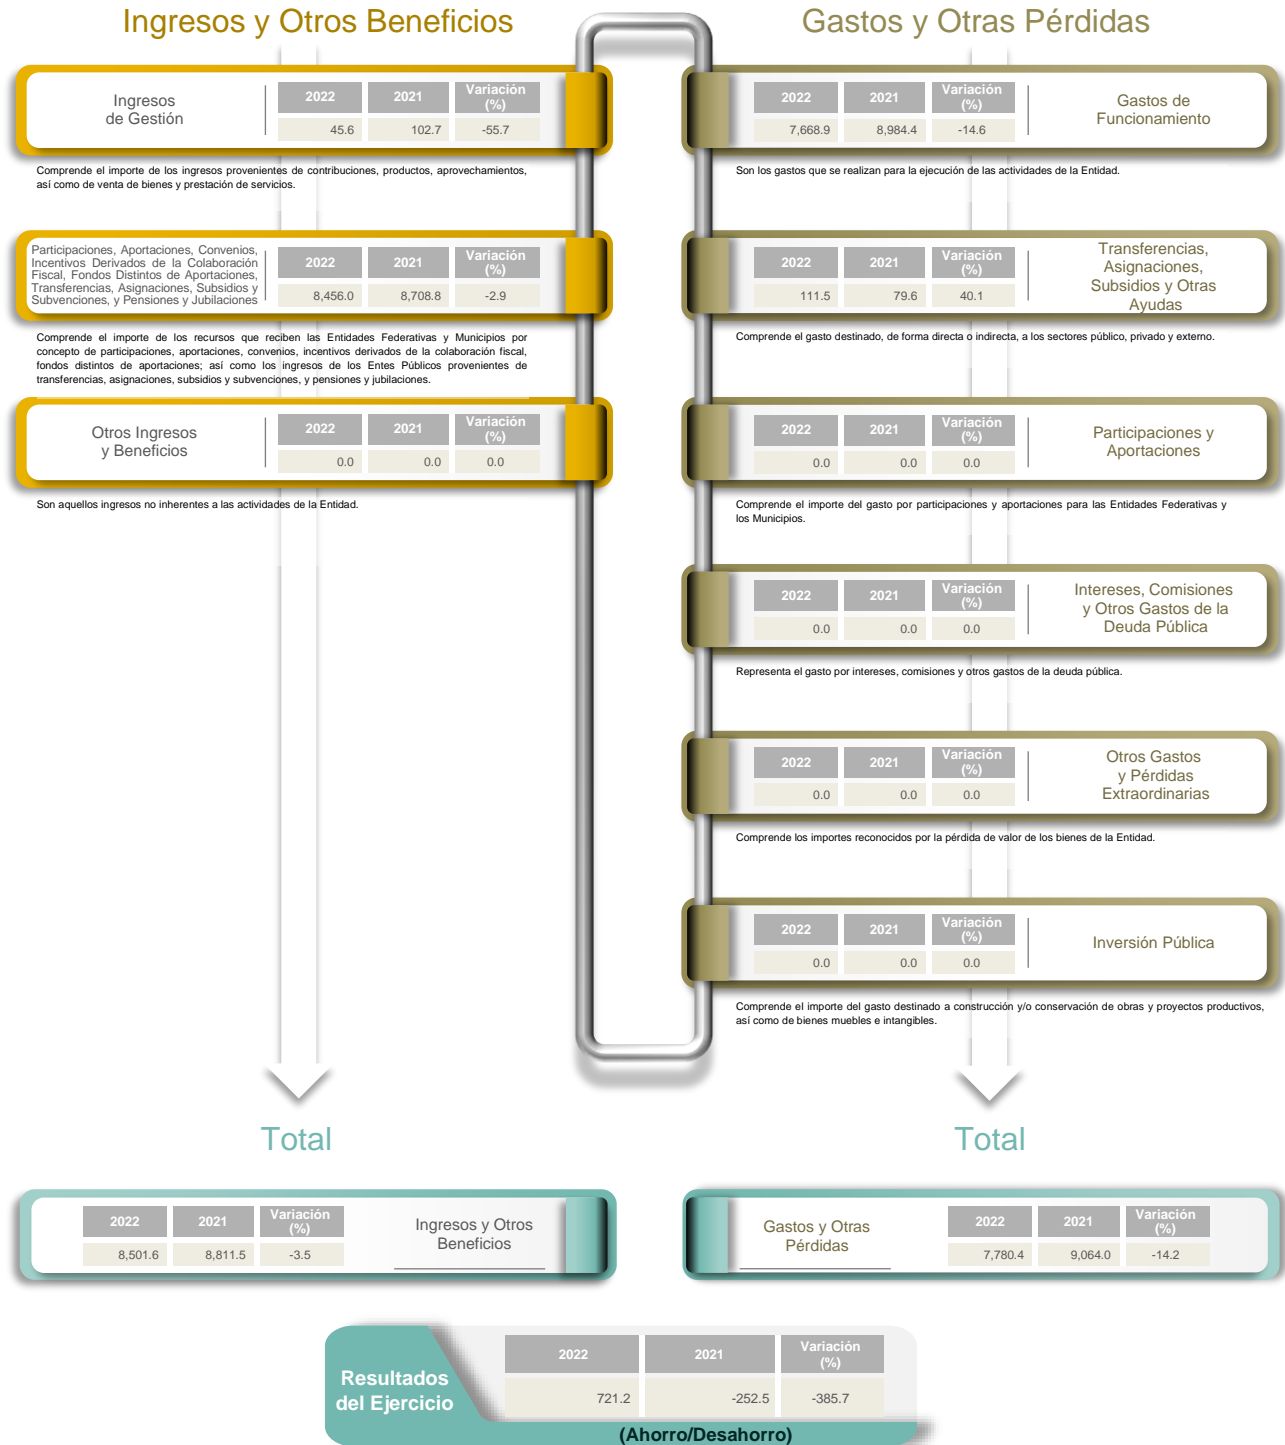 Ingresos y Otros Beneficios
Ingresos
de Gestión
2022 2021 Variación
(%)
45.6 102.7 -55.7
Comprende el importe de los ingresos provenientes de contribuciones, productos, aprovechamientos,
así como de venta de bienes y prestación de servicios.
Participaciones, Aportaciones, Convenios,
Incentivos Derivados de la Colaboración
Fiscal, Fondos Distintos de Aportaciones,
Transferencias, Asignaciones, Subsidios y
Subvenciones, y Pensiones y Jubilaciones
2022 2021 Variación
(%)
8,456.0 8,708.8 -2.9
Comprende el importe de los recursos que reciben las Entidades Federativas y Municipios por
concepto de participaciones, aportaciones, convenios, incentivos derivados de la colaboración fiscal,
fondos distintos de aportaciones; así como los ingresos de los Entes Públicos provenientes de
transferencias, asignaciones, subsidios y subvenciones, y pensiones y jubilaciones.
Otros Ingresos
y Beneficios
2022 2021 Variación
(%)
0.0 0.0 0.0
Son aquellos ingresos no inherentes a las actividades de la Entidad.
Gastos y Otras Pérdidas
2022 2021 Variación
(%)
7,668.9 8,984.4 -14.6
Gastos de
Funcionamiento
Son los gastos que se realizan para la ejecución de las actividades de la Entidad.
2022 2021 Variación
(%)
111.5 79.6 40.1
Transferencias,
Asignaciones,
Subsidios y Otras
Ayudas
Comprende el gasto destinado, de forma directa o indirecta, a los sectores público, privado y externo.
2022 2021 Variación
(%)
0.0 0.0 0.0
Participaciones y
Aportaciones
Comprende el importe del gasto por participaciones y aportaciones para las Entidades Federativas y
los Municipios.
2022 2021 Variación
(%)
0.0 0.0 0.0
Intereses, Comisiones
y Otros Gastos de la
Deuda Pública
Representa el gasto por intereses, comisiones y otros gastos de la deuda pública.
2022 2021 Variación
(%)
0.0 0.0 0.0
Otros Gastos
y Pérdidas
Extraordinarias
Comprende los importes reconocidos por la pérdida de valor de los bienes de la Entidad.
2022 2021 Variación
(%)
0.0 0.0 0.0
Inversión Pública
Comprende el importe del gasto destinado a construcción y/o conservación de obras y proyectos productivos,
así como de bienes muebles e intangibles.
Total
2022 2021 Variación
(%)
8,501.6 8,811.5 -3.5
Ingresos y Otros
Beneficios
Total
Gastos y Otras
Pérdidas
2022 2021 Variación
(%)
7,780.4 9,064.0 -14.2
Resultados
del Ejercicio
2022 2021 Variación
(%)
721.2 -252.5 -385.7
(Ahorro/Desahorro)